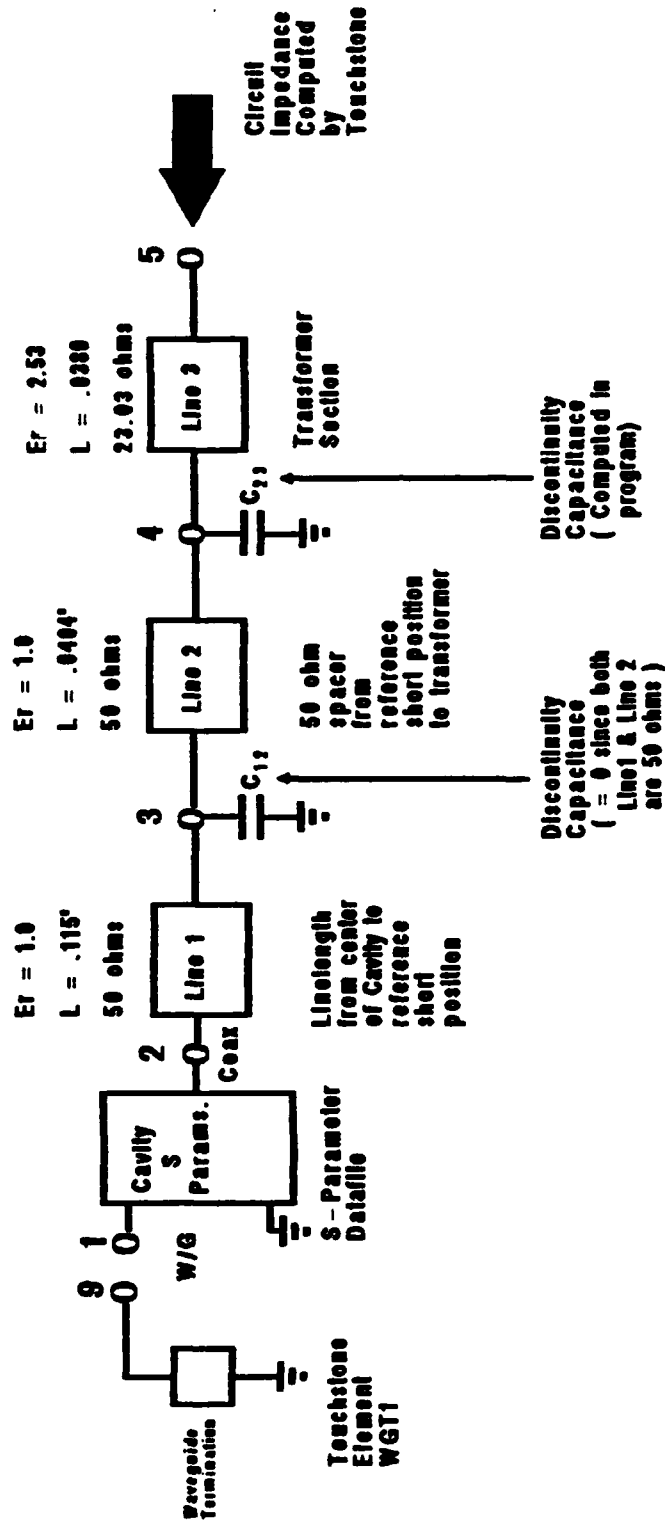 Er = 1.0
L = .115"
50 ohms
Er = 1.0
L = .0404"
50 ohms
Er = 2.53
L = .0380
23.03 ohms
9
1
2
3
4
5
W/G
Cavity
S
Params.
Coax
Line 1
C12
Line 2
C23
Line 3
Waveguide
Termination
Touchstone
Element
WGT1
S-Parameter
Datafile
Linelength
from center
of Cavity to
reference
short
position
50 ohm
spacer
from
reference
short position
to transformer
Transformer
Section
Circuit
Impedance
Computed
by
Touchstone
Discontinuity
Capacitance
( = 0 since both
Line1 & Line 2
are 50 ohms )
Discontinuity
Capacitance
( Computed in
program)